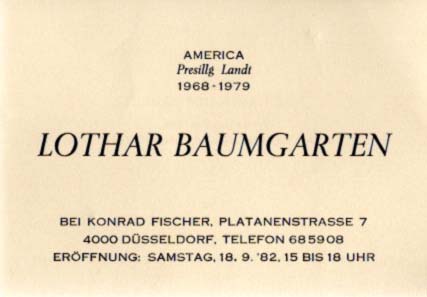 AMERICA
Presillg Landt
1968-1979
LOTHAR BAUMGARTEN
BEI KONRAD FISCHER, PLATANENSTRASSE 7
4000 DÜSSELDORF, TELEFON 685908
ERÖFFNUNG: SAMSTAG, 18. 9. '82, 15 BIS 18 UHR